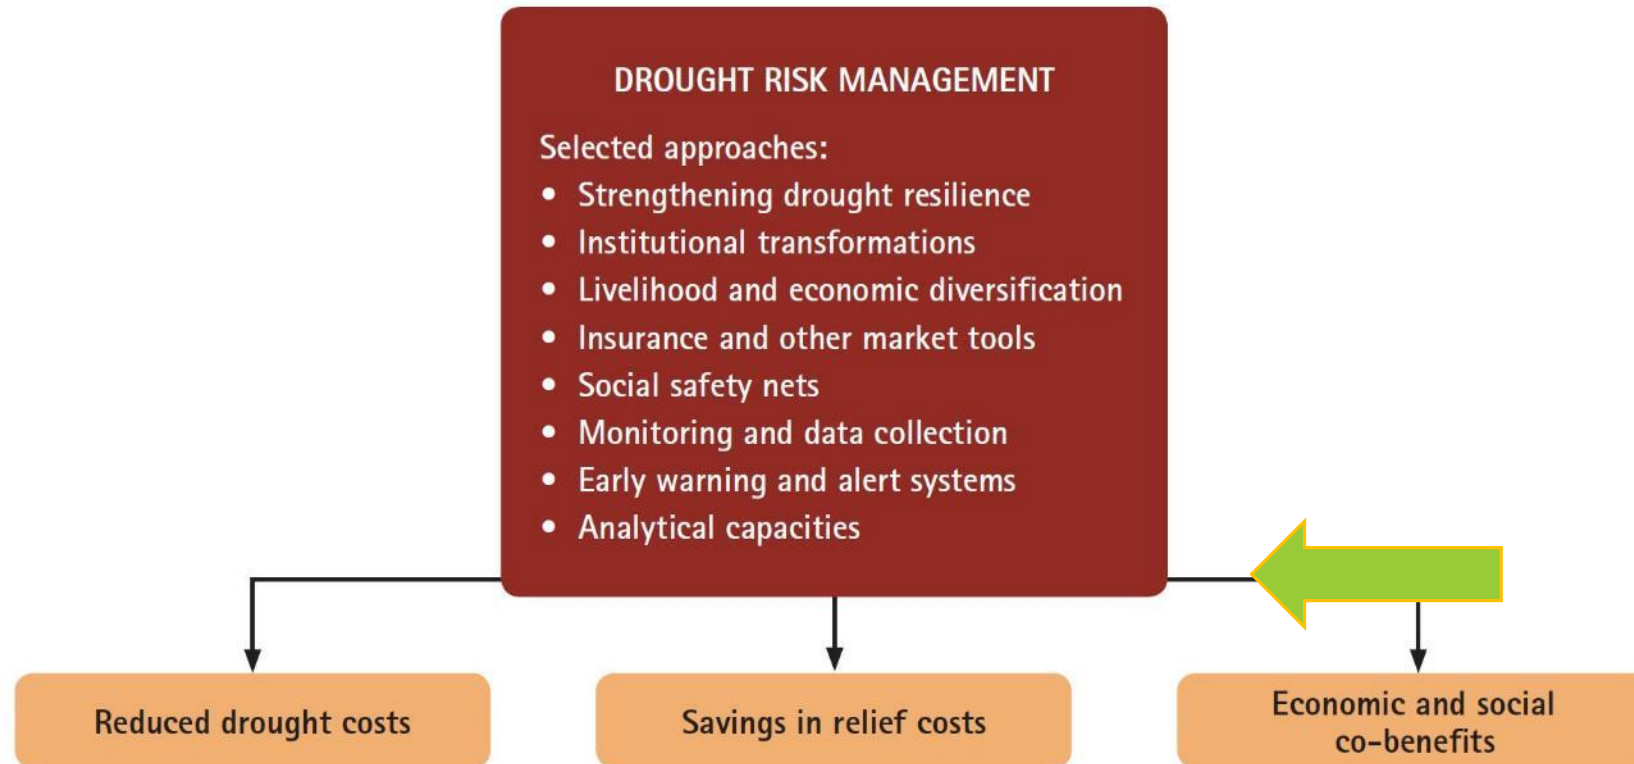 DROUGHT RISK MANAGEMENT
Selected approaches:
• Strengthening drought resilience
• Institutional transformations
• Livelihood and economic diversification
• Insurance and other market tools
• Social safety nets
• Monitoring and data collection
• Early warning and alert systems
• Analytical capacities
Reduced drought costs
Savings in relief costs
Economic and social
co-benefits